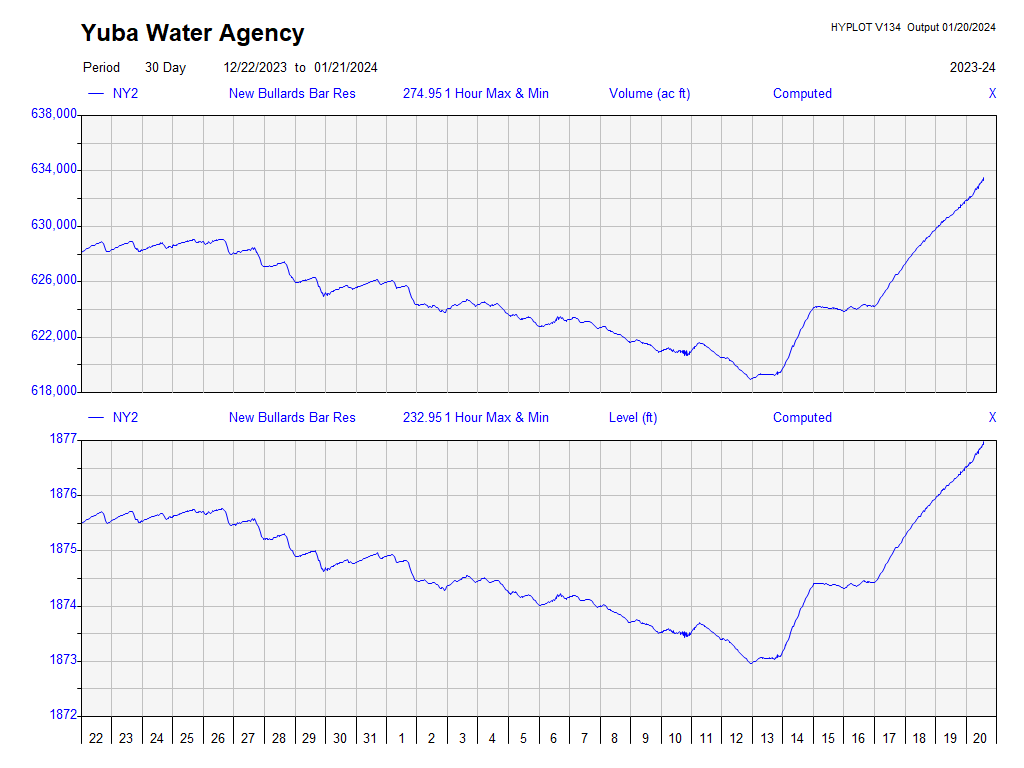 Yuba Water Agency
HYPLOT V134 Output 01/20/2024
Period 30 Day 12/22/2023 to 01/21/2024 2023-24
NY2 New Bullards Bar Res 274.95 1 Hour Max & Min Volume (ac ft) Computed X
638,000
634,000
630,000
626,000
622,000
618,000
NY2 New Bullards Bar Res 232.95 1 Hour Max & Min Level (ft) Computed X
1877
1876
1875
1874
1873
1872
22 23 24 25 26 27 28 29 30 31 1 2 3 4 5 6 7 8 9 10 11 12 13 14 15 16 17 18 19 20